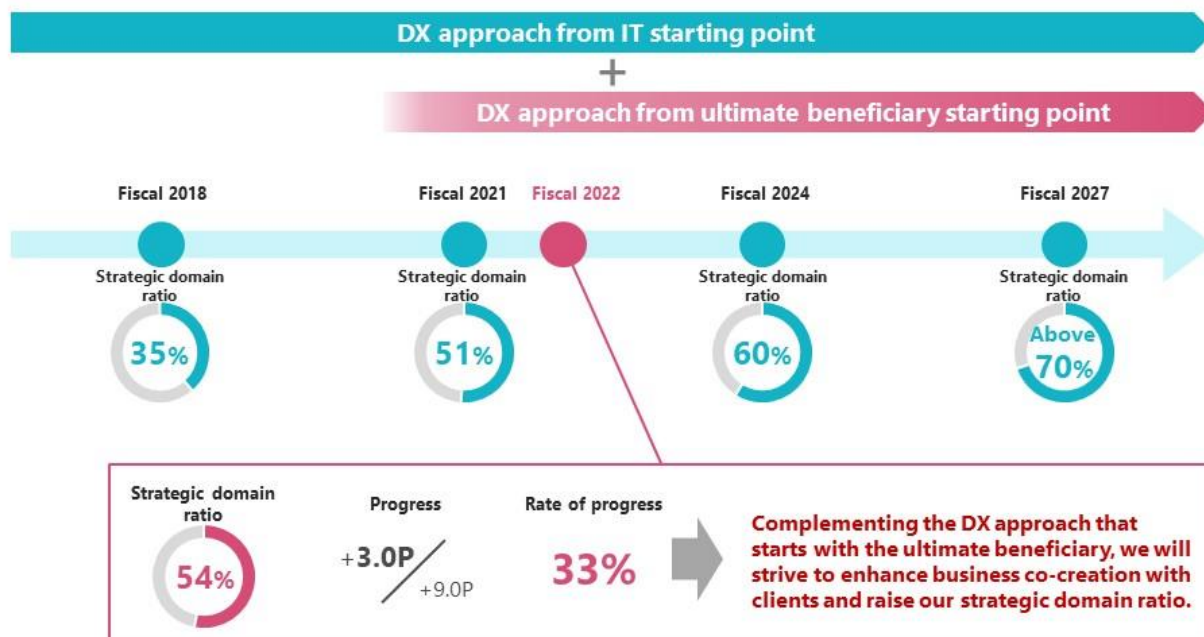 DX approach from IT starting point
+
DX approach from ultimate beneficiary starting point
Fiscal 2018
Fiscal 2021
Fiscal 2022
Fiscal 2024
Fiscal 2027
Strategic domain
ratio
35%
Strategic domain
ratio
51%
Strategic domain
ratio
60%
Strategic domain
ratio
Above
70%
Strategic domain
ratio
54%
Progress
+3.0P
+9.0P
Rate of progress
33%
Complementing the DX approach that
starts with the ultimate beneficiary, we will
strive to enhance business co-creation with
clients and raise our strategic domain ratio.